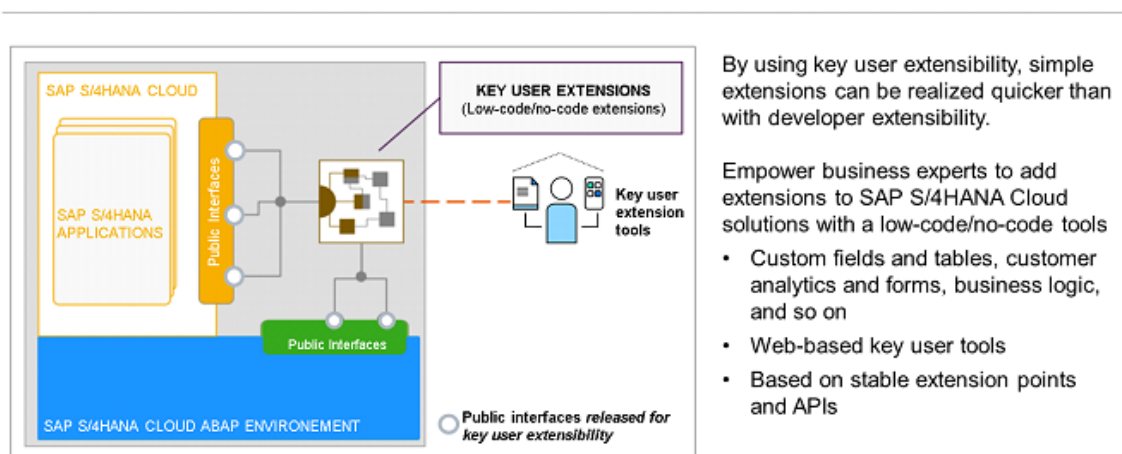 SAP S/4HANA CLOUD
SAP S/4HANA
APPLICATIONS
Public Interfaces
KEY USER EXTENSIONS
(Low-code/no-code extensions)
Key user
extension
tools
Public Interfaces
SAP S/4HANA CLOUD ABAP ENVIRONEMENT
Public interfaces released for
key user extensibility
By using key user extensibility, simple
extensions can be realized quicker than
with developer extensibility.
Empower business experts to add
extensions to SAP S/4HANA Cloud
solutions with a low-code/no-code tools
• Custom fields and tables, customer
analytics and forms, business logic,
and so on
• Web-based key user tools
• Based on stable extension points
and APIs